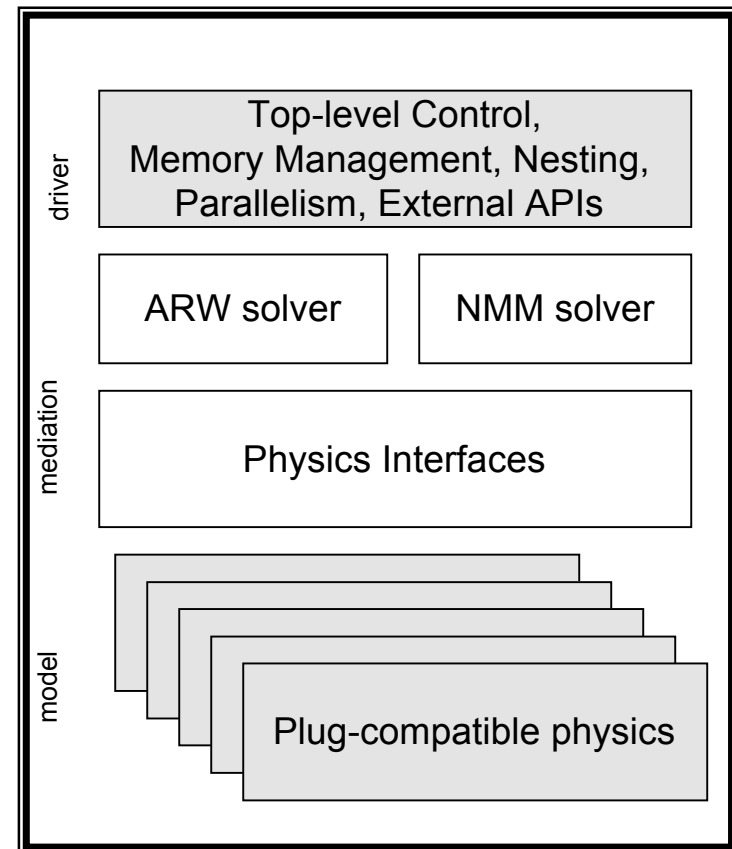 driver
Top-level Control,
Memory Management, Nesting,
Parallelism, External APIs
ARW solver
NMM solver
mediation
Physics Interfaces
model
Plug-compatible physics